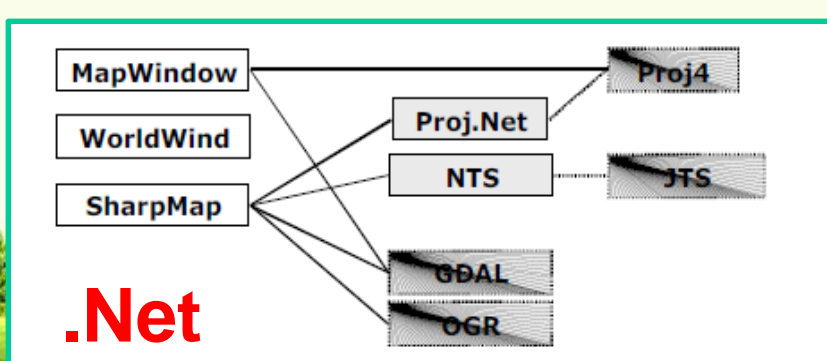 MapWindow
Proj4
Proj.Net
WorldWind
NTS
JTS
SharpMap
GDAL
OGR
.Net